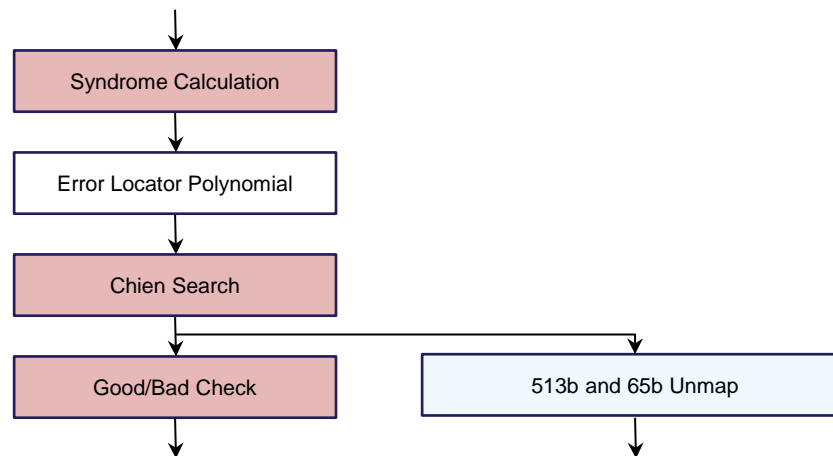 Syndrome Calculation
Error Locator Polynomial
Chien Search
Good/Bad Check
513b and 65b Unmap